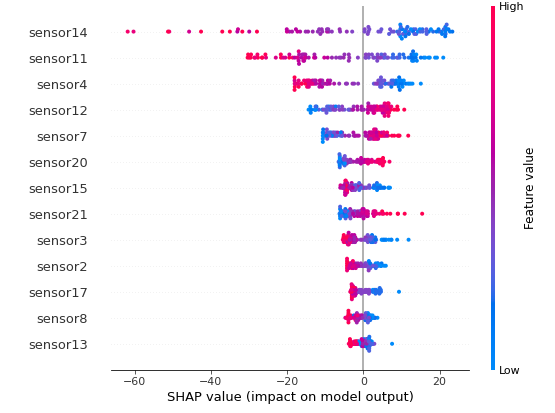 High
sensor14
sensor11
sensor4
sensor12
sensor7
sensor20
sensor15
sensor21
sensor3
sensor2
sensor17
sensor8
sensor13
Feature value
Low
−60 −40 −20 0 20
SHAP value (impact on model output)